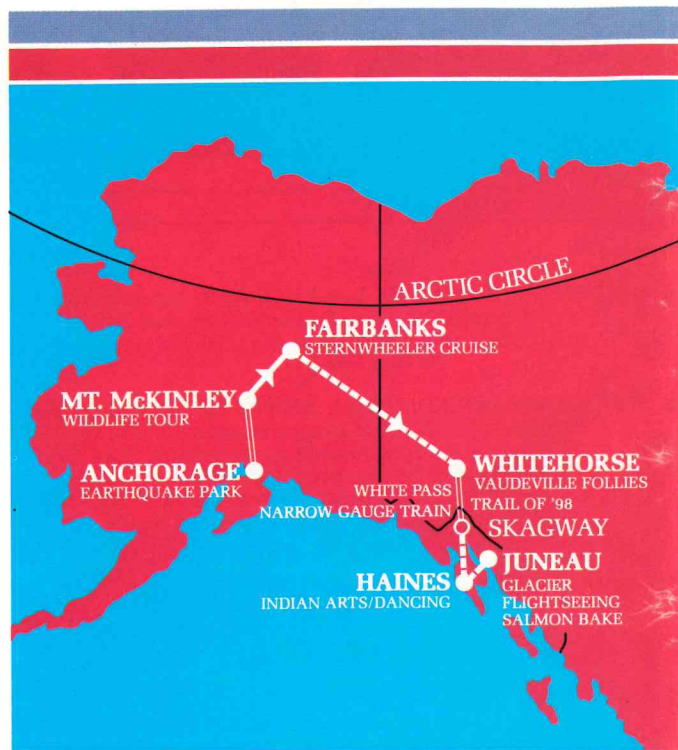 ARCTIC CIRCLE
FAIRBANKS
STERNWHEELER CRUISE
MT. McKINLEY
WILDLIFE TOUR
ANCHORAGE
EARTHQUAKE PARK
WHITEHORSE
VAUDEVILLE FOLLIES
TRAIL OF '98
WHITE PASS
NARROW GAUGE TRAIN
SKAGWAY
HAINES
INDIAN ARTS/DANCING
JUNEAU
GLACIER
FLIGHTSEEING
SALMON BAKE